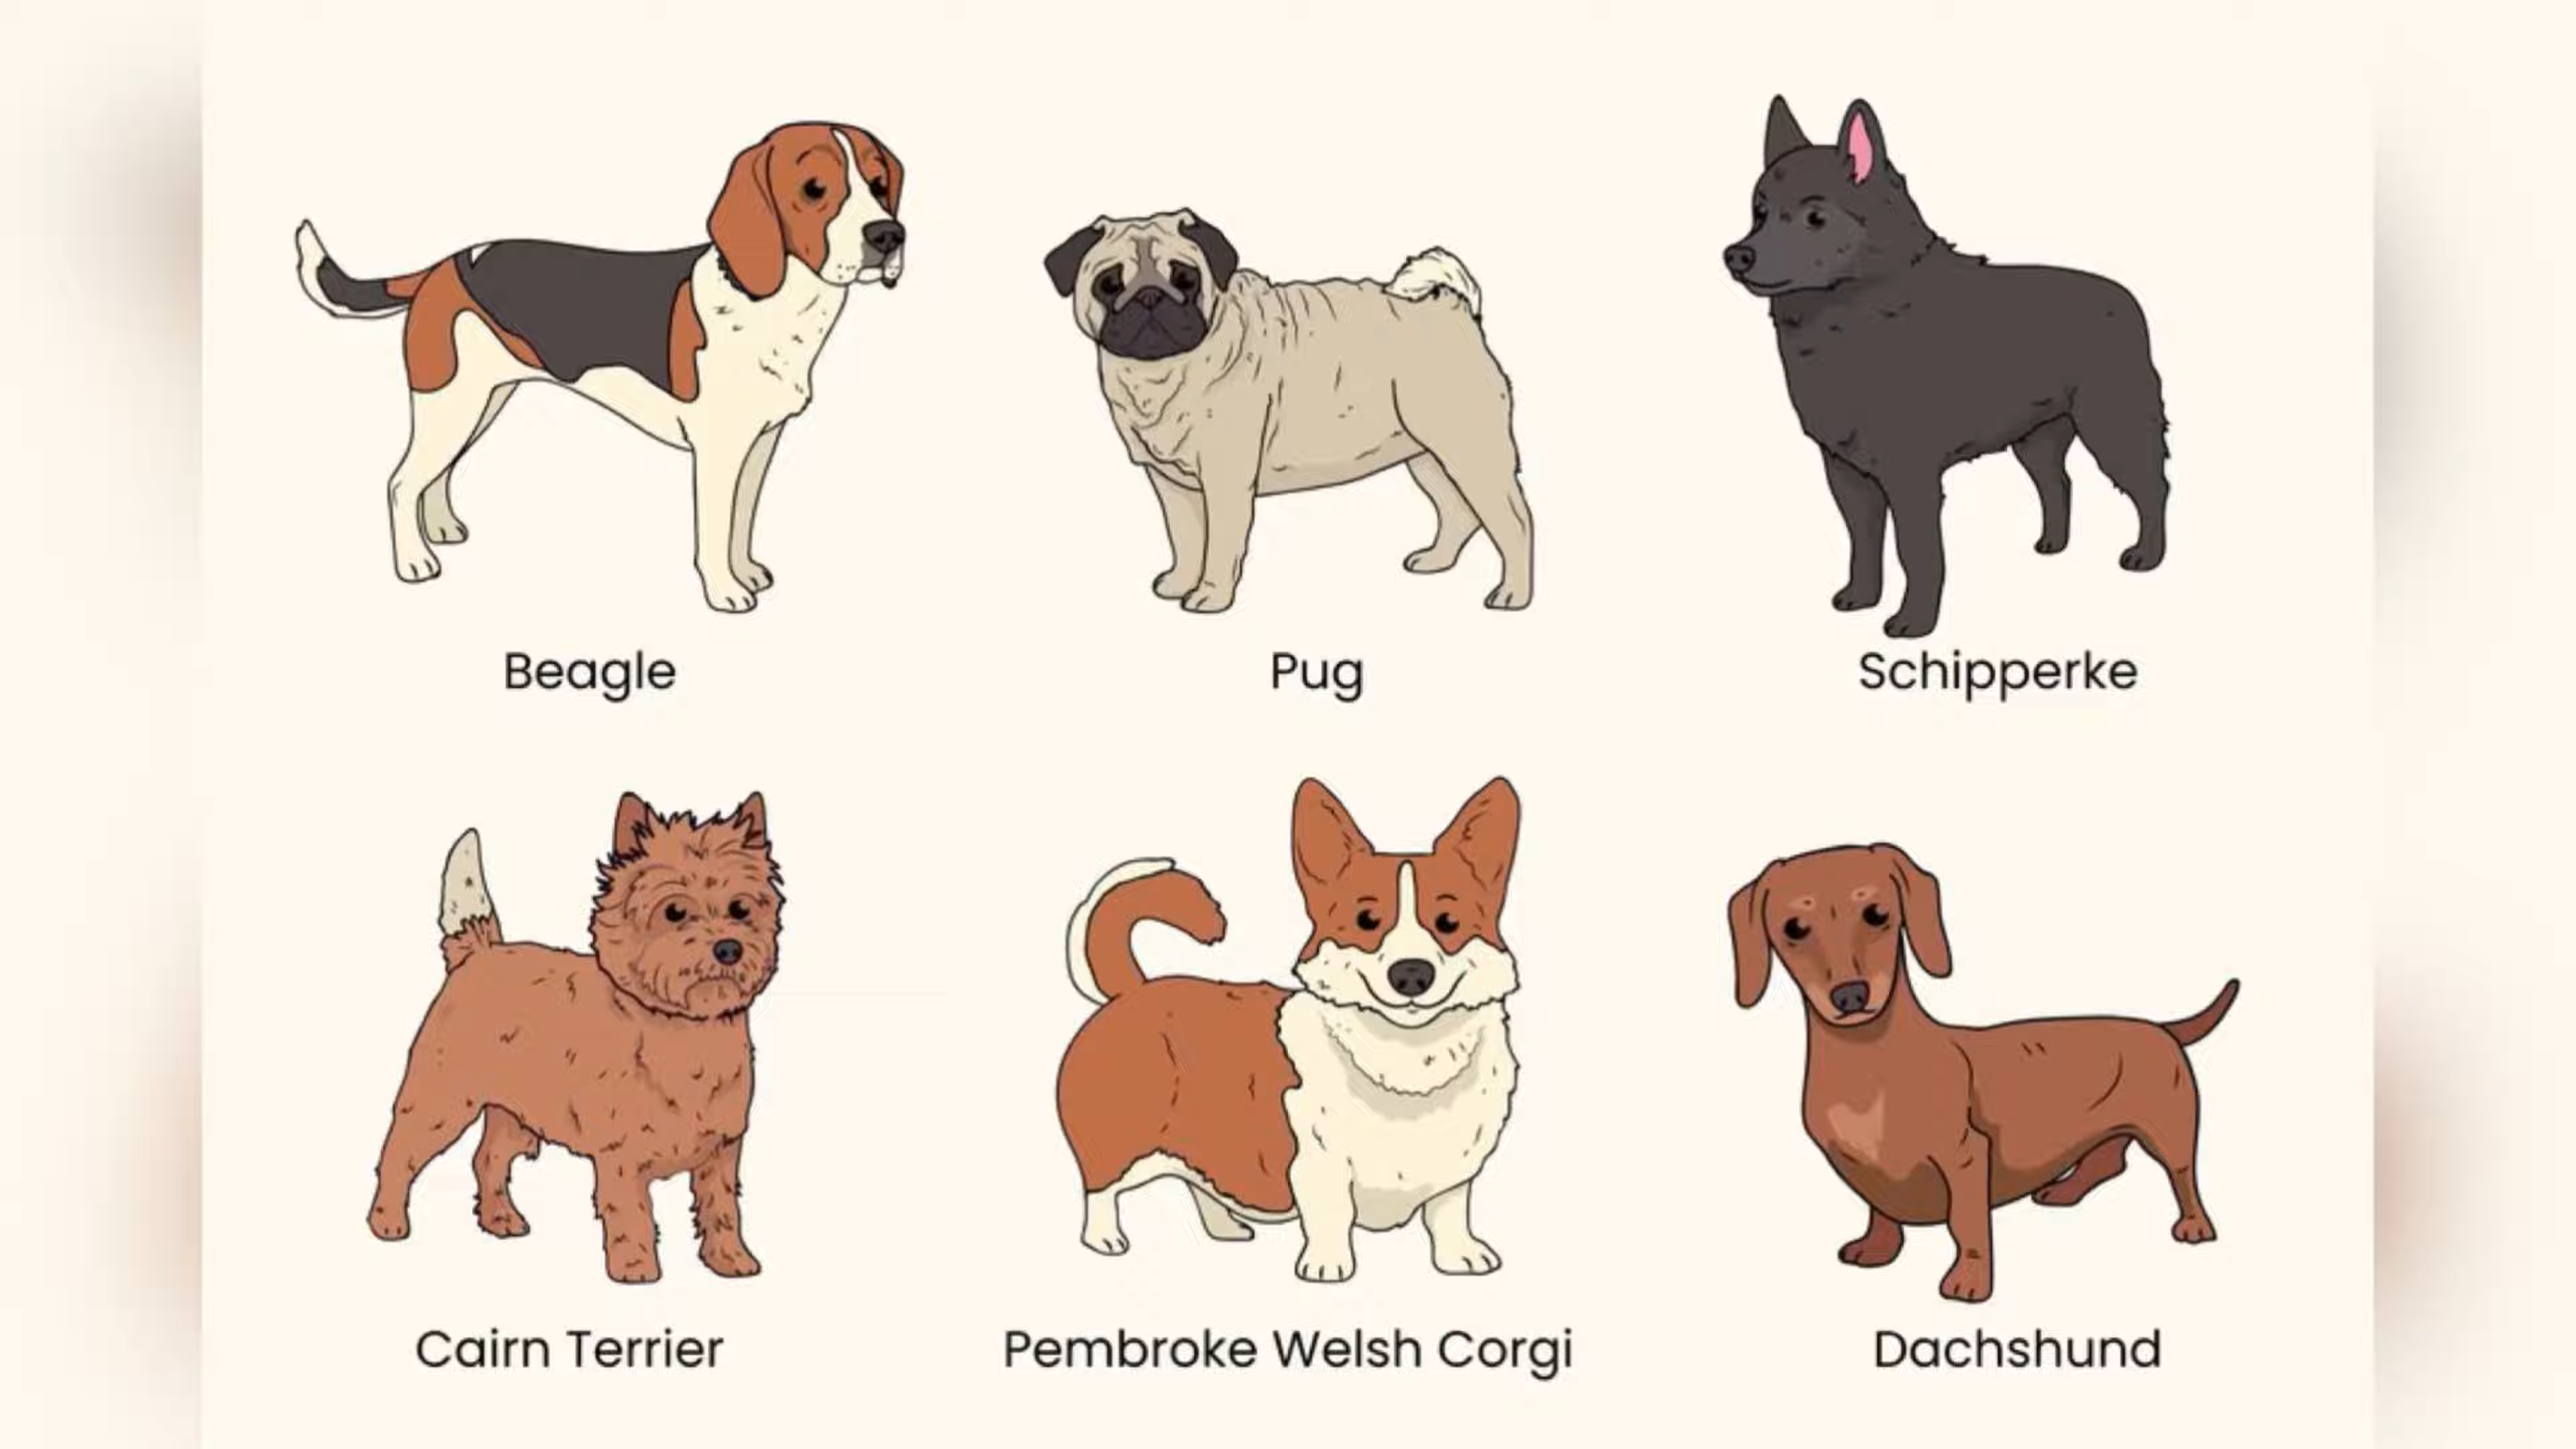 Beagle
Pug
Schipperke
Cairn Terrier
Pembroke Welsh Corgi
Dachshund